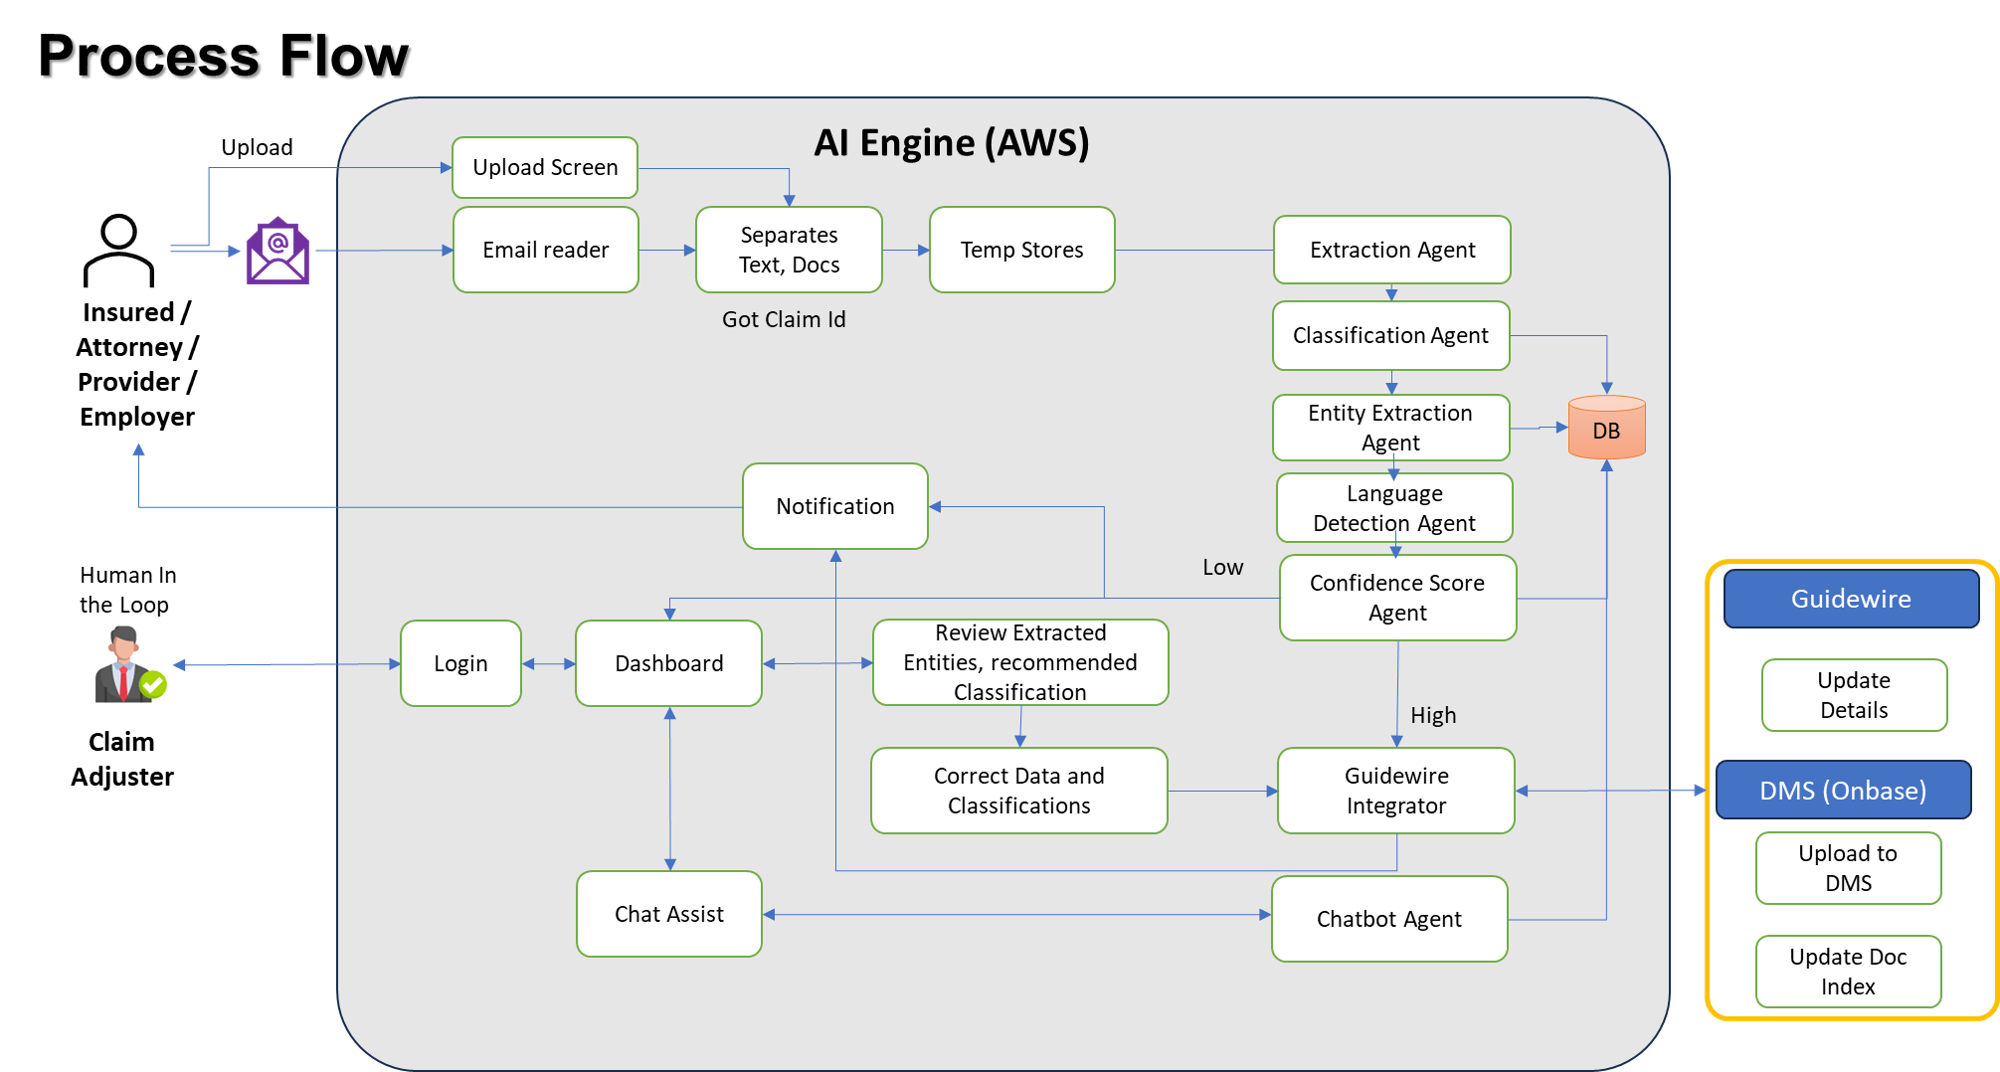 Process Flow
AI Engine (AWS)
Upload
Upload Screen
Email reader
Separates
Text, Docs
Temp Stores
Extraction Agent
Got Claim Id
Insured /
Attorney /
Provider /
Employer
Classification Agent
Entity Extraction
Agent
DB
Language
Detection Agent
Notification
Low
Confidence Score
Agent
Human In
the Loop
Login
Dashboard
Review Extracted
Entities, recommended
Classification
High
Claim
Adjuster
Correct Data and
Classifications
Guidewire
Integrator
Chat Assist
Chatbot Agent
Guidewire
Update
Details
DMS (Onbase)
Upload to
DMS
Update Doc
Index